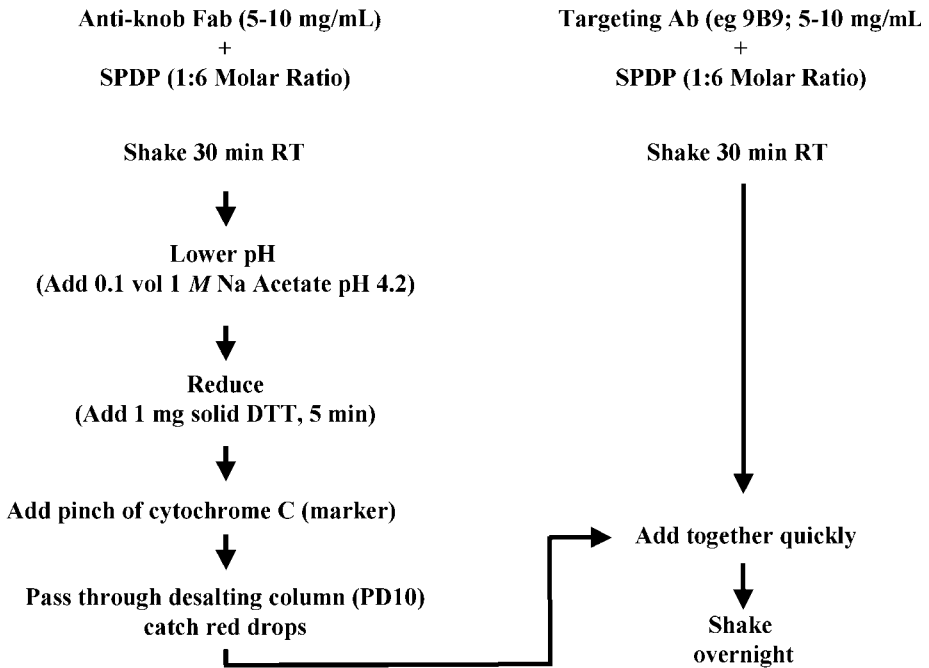 Anti-knob Fab (5-10 mg/mL)
+
SPDP (1:6 Molar Ratio)
Shake 30 min RT
Lower pH
(Add 0.1 vol 1 M Na Acetate pH 4.2)
Reduce
(Add 1 mg solid DTT, 5 min)
Add pinch of cytochrome C (marker)
Pass through desalting column (PD10)
catch red drops
Targeting Ab (eg 9B9; 5-10 mg/mL
+
SPDP (1:6 Molar Ratio)
Shake 30 min RT
Add together quickly
Shake
overnight